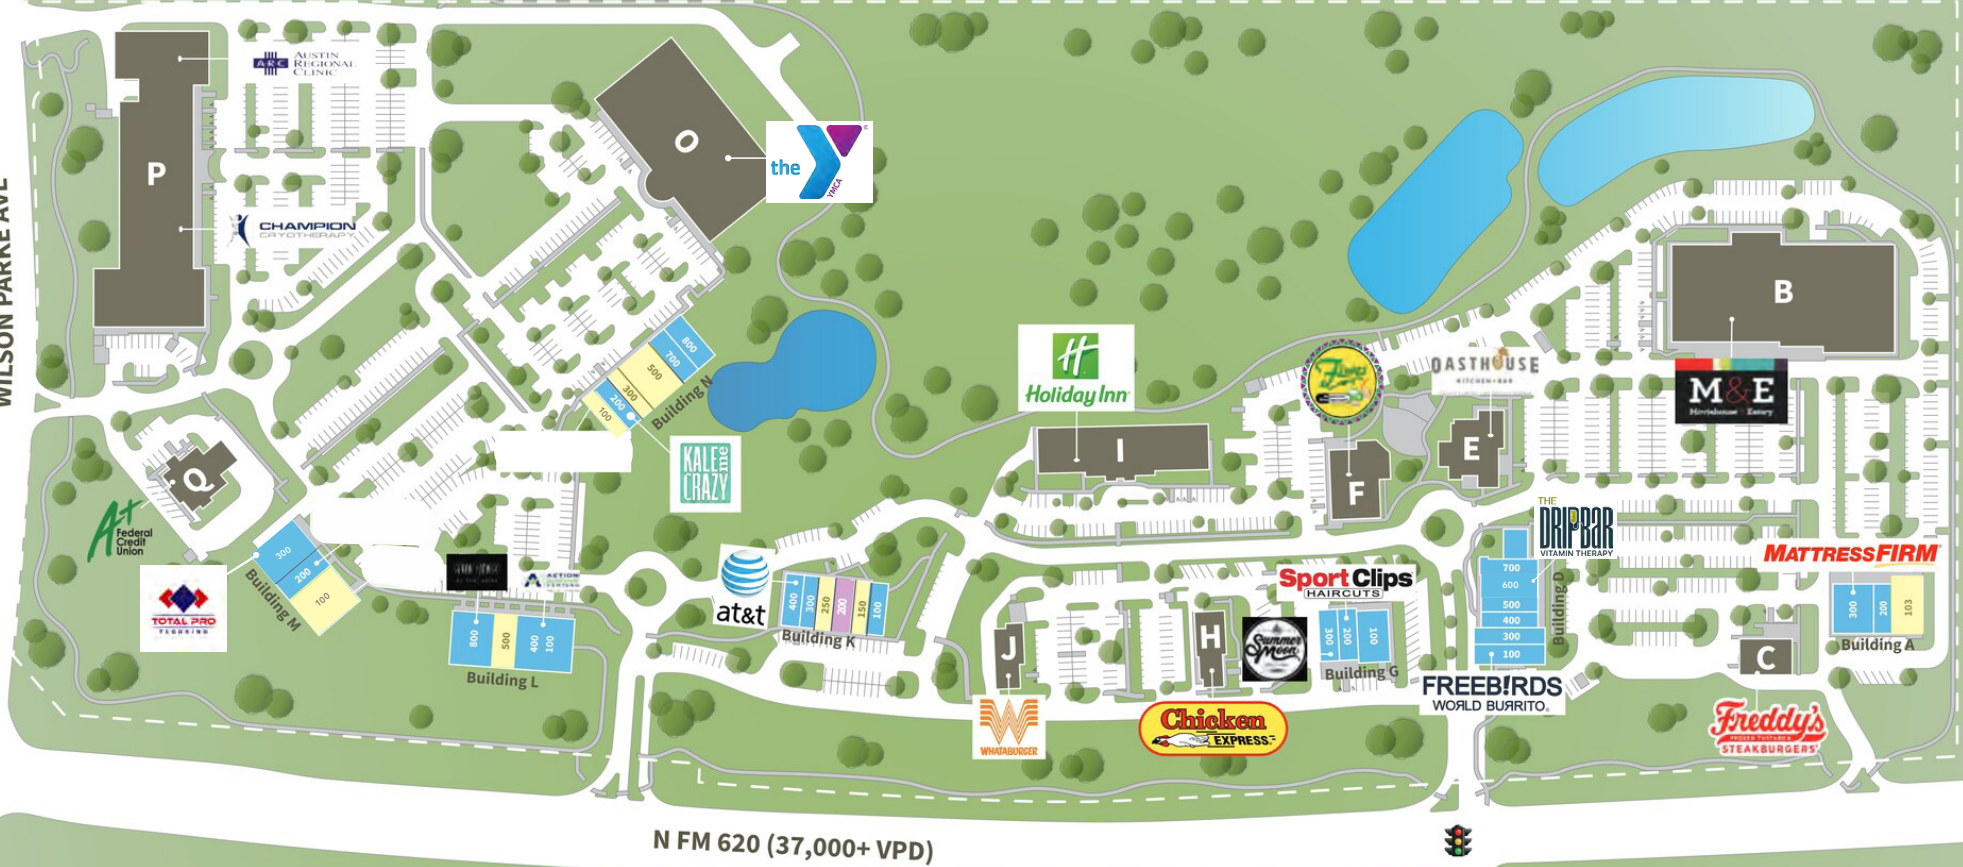 WILSON PARKE AVE
P
ARC
AUSTIN
REGIONAL
CLINIC
CHAMPION
CRYOTHERAPY
O
the
YMCA
B
M&E
Moviehouse & Eatery
OASTHOUSE
KITCHEN + BAR
E
F
Holiday Inn
I
800
700
500
300
200
100
Building N
KALE me
CRAZY
Q
A+
Federal
Credit
Union
300
200
100
Building M
TOTAL PRO
FLOORING
ACTION
800
500
400
100
Building L
at&t
400
300
250
200
150
100
Building K
J
WHATABURGER
H
Chicken
EXPRESS
Summer
Moon
Sport Clips
HAIRCUTS
300
200
100
Building G
THE
DRIPBAR
VITAMIN THERAPY
700
600
500
400
300
100
Building D
FREEB!RDS
WORLD BURRITO.
MATTRESSFIRM
300
200
103
Building A
C
Freddy's
FROZEN CUSTARD &
STEAKBURGERS
N FM 620 (37,000+ VPD)